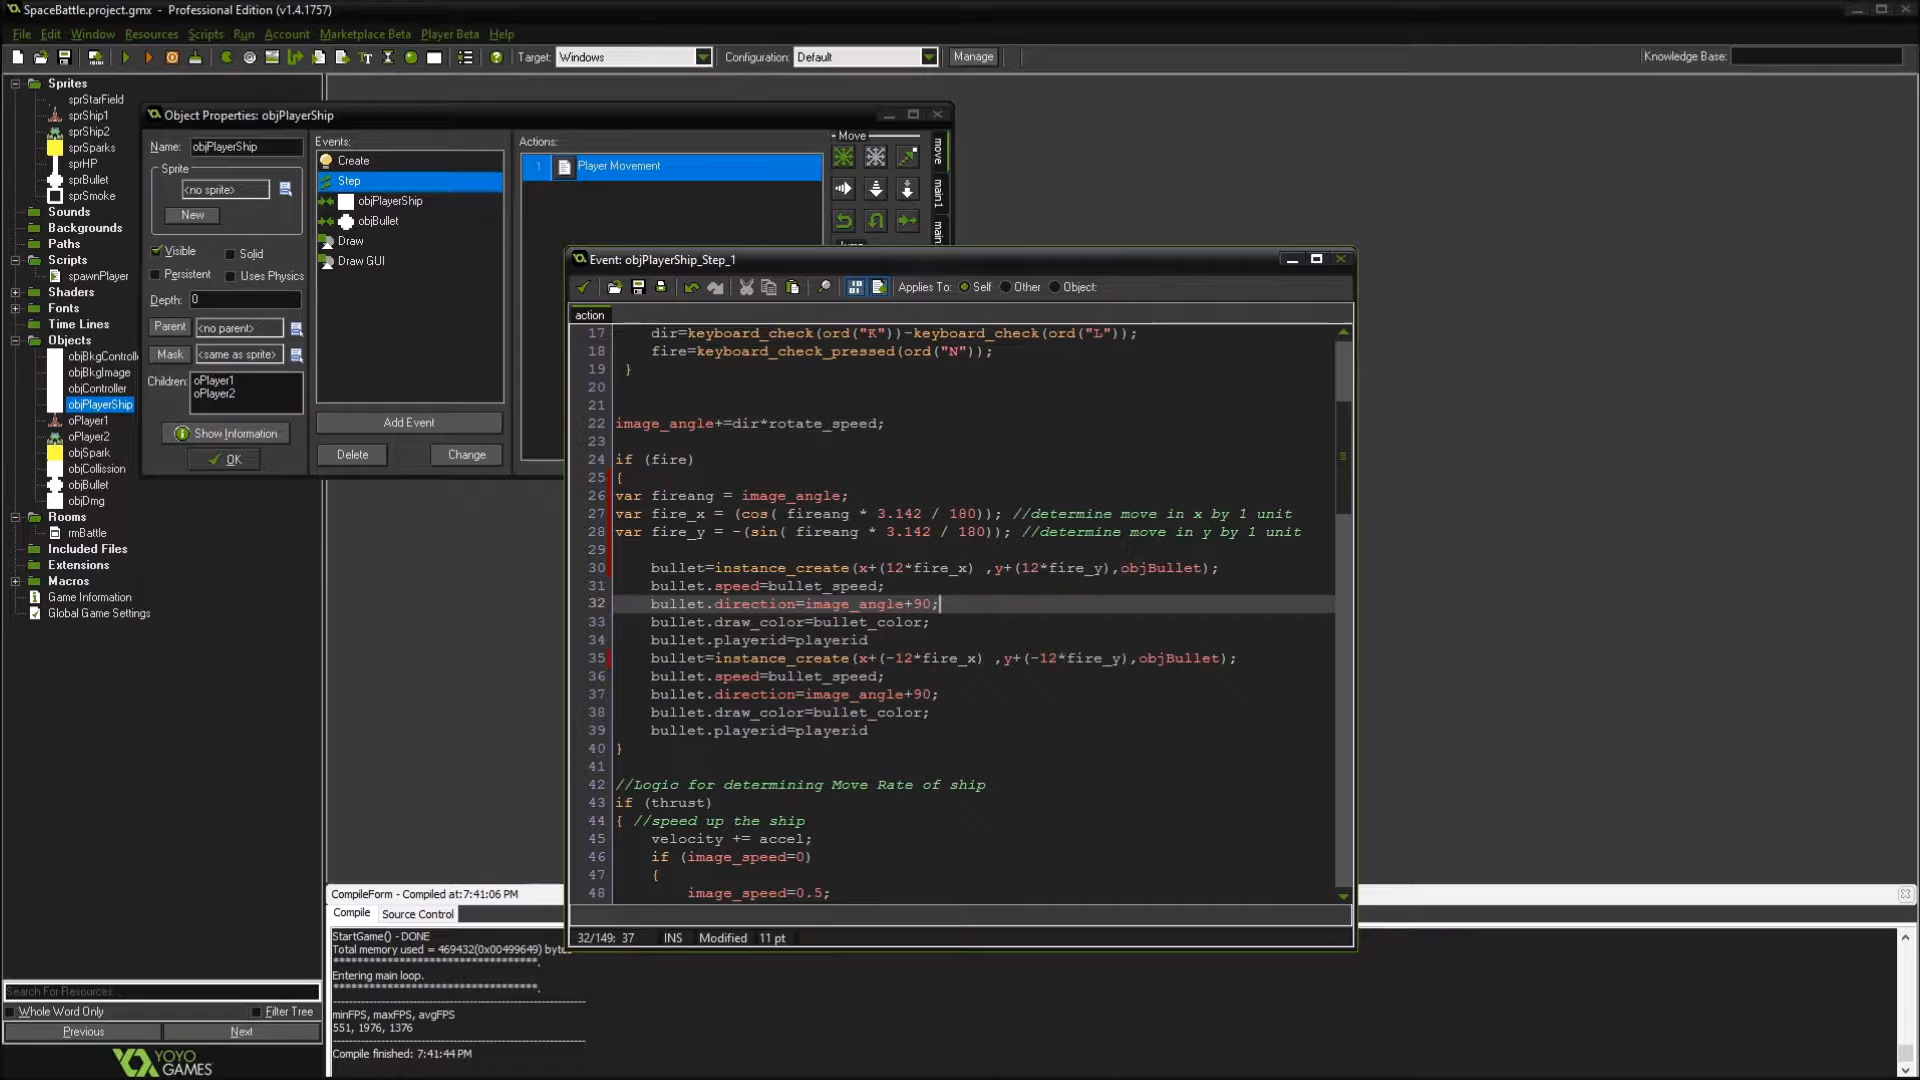 SpaceBattle.project.gmx - Professional Edition (v1.4.1757)
File Edit Window Resources Scripts Run Account Marketplace Beta Player Beta Help
Target: Windows Configuration: Default Manage Knowledge Base:
Sprites
sprStarField
sprShip1
sprShip2
sprSparks
sprHP
sprBullet
sprSmoke
Sounds
Backgrounds
Paths
Scripts
spawnPlayer
Shaders
Fonts
Time Lines
Objects
objBkgControll
objBkgImage
objController
objPlayerShip
oPlayer1
oPlayer2
objSpark
objCollision
objBullet
objDmg
Rooms
rmBattle
Included Files
Extensions
Macros
Game Information
Global Game Settings
Search For Resources...
Whole Word Only Filter Tree
Previous Next
YOYO
GAMES
Object Properties: objPlayerShip
Name: objPlayerShip
Sprite
<no sprite>
New
Visible Solid
Persistent Uses Physics
Depth: 0
Parent <no parent>
Mask <same as sprite>
Children: oPlayer1
oPlayer2
Show Information
OK
Events:
Create
Step
objPlayerShip
objBullet
Draw
Draw GUI
Add Event
Delete Change
Actions:
1 Player Movement
Move
move
main1
Event: objPlayerShip_Step_1
Applies To: Self Other Object:
action
17 dir=keyboard_check(ord("K"))-keyboard_check(ord("L"));
18 fire=keyboard_check_pressed(ord("N"));
19 }
20
21
22 image_angle+=dir*rotate_speed;
23
24 if (fire)
25 {
26 var fireang = image_angle;
27 var fire_x = (cos( fireang * 3.142 / 180)); //determine move in x by 1 unit
28 var fire_y = -(sin( fireang * 3.142 / 180)); //determine move in y by 1 unit
29
30 bullet=instance_create(x+(12*fire_x) ,y+(12*fire_y),objBullet);
31 bullet.speed=bullet_speed;
32 bullet.direction=image_angle+90;
33 bullet.draw_color=bullet_color;
34 bullet.playerid=playerid
35 bullet=instance_create(x+(-12*fire_x) ,y+(-12*fire_y),objBullet);
36 bullet.speed=bullet_speed;
37 bullet.direction=image_angle+90;
38 bullet.draw_color=bullet_color;
39 bullet.playerid=playerid
40 }
41
42 //Logic for determining Move Rate of ship
43 if (thrust)
44 { //speed up the ship
45 velocity += accel;
46 if (image_speed=0)
47 {
48 image_speed=0.5;
32/149: 37 INS Modified 11 pt
CompileForm - Compiled at:7:41:06 PM
Compile Source Control
StartGame() - DONE
Total memory used = 469432(0x00499649) byt
***********************************.
Entering main loop.
***********************************.
minFPS, maxFPS, avgFPS
551, 1976, 1376
Compile finished: 7:41:44 PM